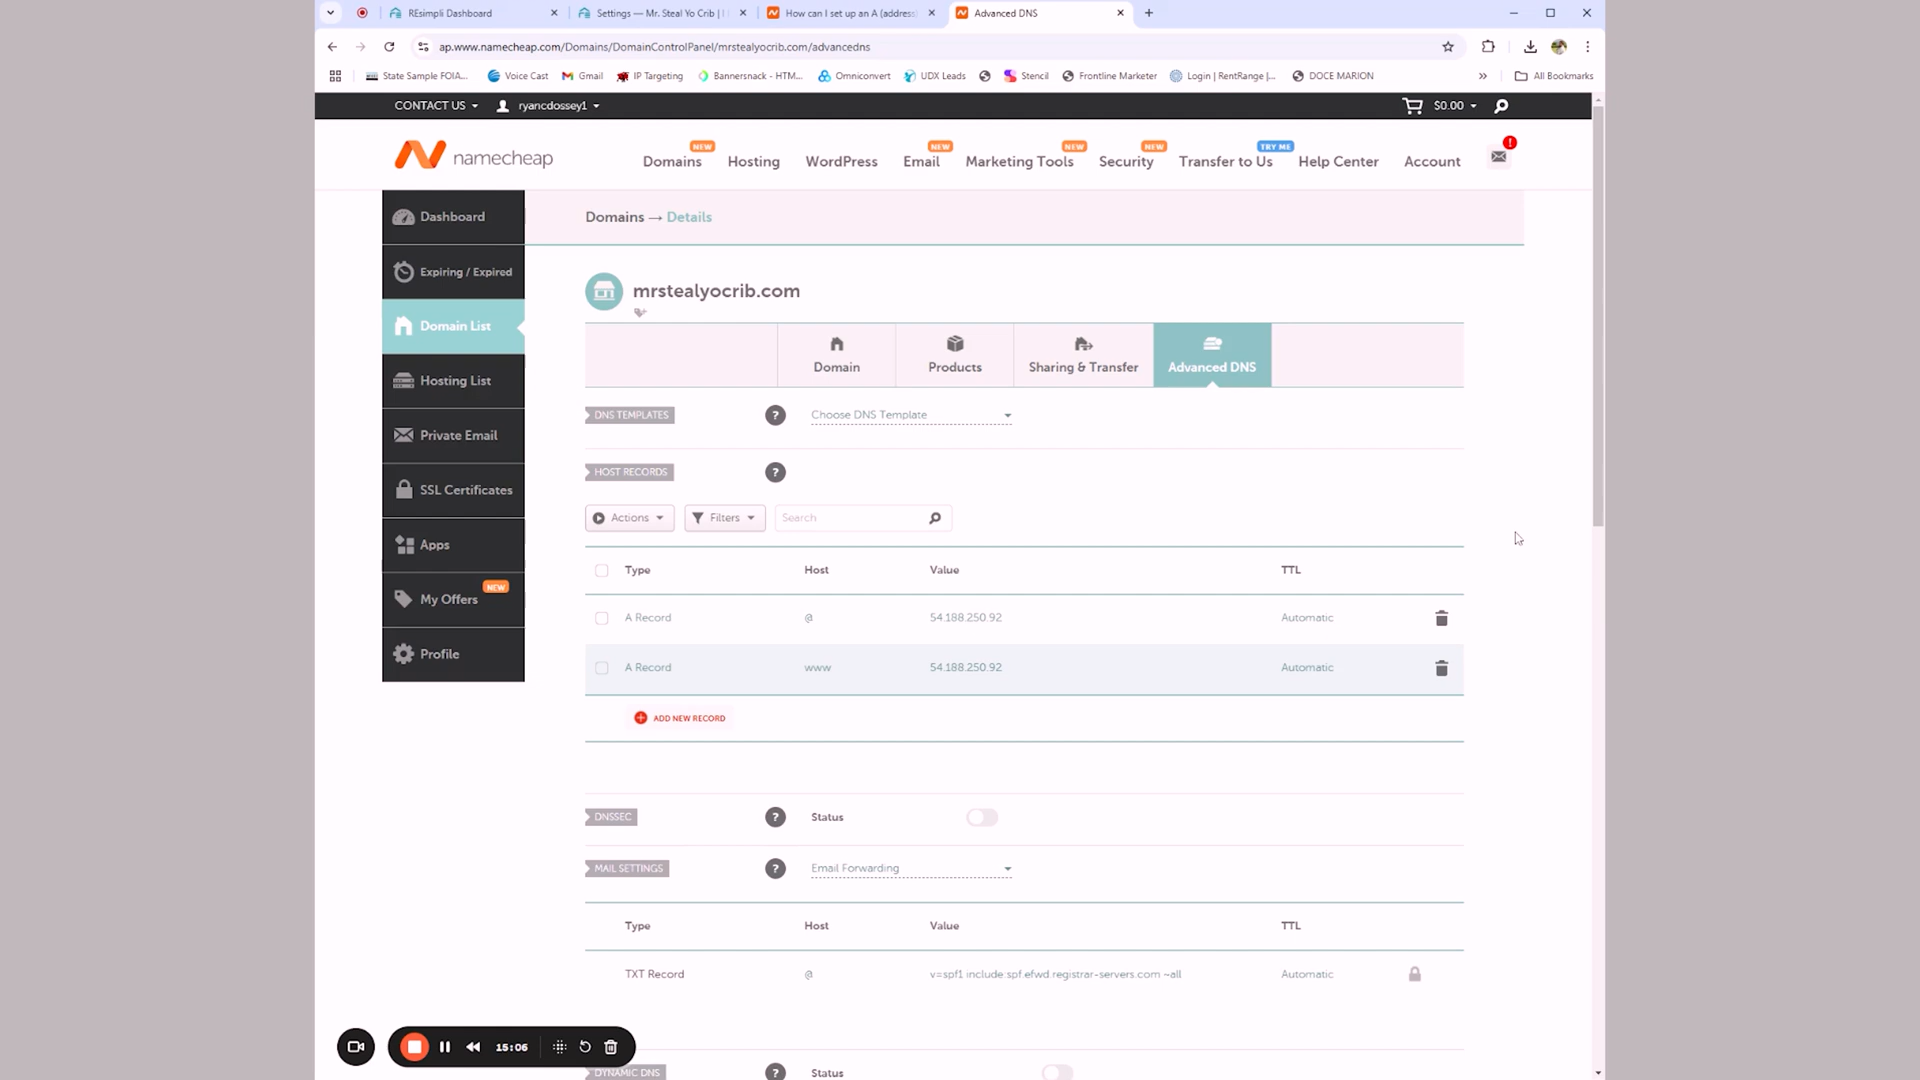 REsimpli Dashboard
Settings — Mr. Steal Yo Crib |
How can I set up an A (address
Advanced DNS
ap.www.namecheap.com/Domains/DomainControlPanel/mrstealyocrib.com/advancedns
State Sample FOIA...
Voice Cast
Gmail
IP Targeting
Bannersnack - HTM...
Omniconvert
UDX Leads
Stencil
Frontline Marketer
Login | RentRange |...
DOCE MARION
All Bookmarks
CONTACT US
ryancdossey1
$0.00
namecheap
Domains NEW
Hosting
WordPress
Email NEW
Marketing Tools NEW
Security NEW
Transfer to Us TRY ME
Help Center
Account
!
Dashboard
Expiring / Expired
Domain List
Hosting List
Private Email
SSL Certificates
Apps
My Offers NEW
Profile
Domains → Details
mrstealyocrib.com
Domain
Products
Sharing & Transfer
Advanced DNS
DNS TEMPLATES ? Choose DNS Template
HOST RECORDS ?
Actions Filters Search
Type Host Value TTL
A Record @ 54.188.250.92 Automatic
A Record www 54.188.250.92 Automatic
ADD NEW RECORD
DNSSEC ? Status
MAIL SETTINGS ? Email Forwarding
Type Host Value TTL
TXT Record @ v=spf1 include:spf.efwd.registrar-servers.com ~all Automatic
15:06
DYNAMIC DNS ? Status